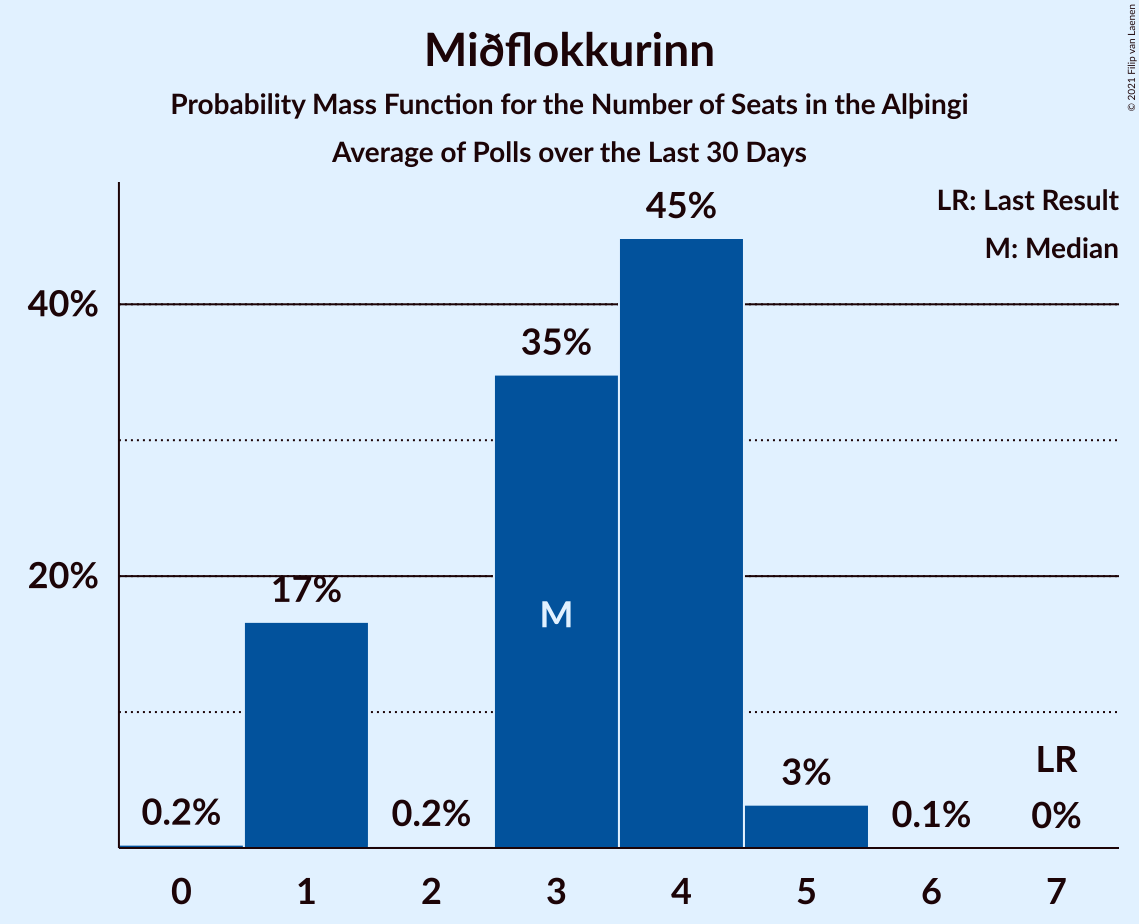 Miðflokkurinn
Probability Mass Function for the Number of Seats in the Alþingi
Average of Polls over the Last 30 Days
© 2021 Filip van Laenen
LR: Last Result
M: Median
45%
40%
35%
20%
17%
M
LR
3%
0.2%
0.2%
0.1%
0%
0 1 2 3 4 5 6 7